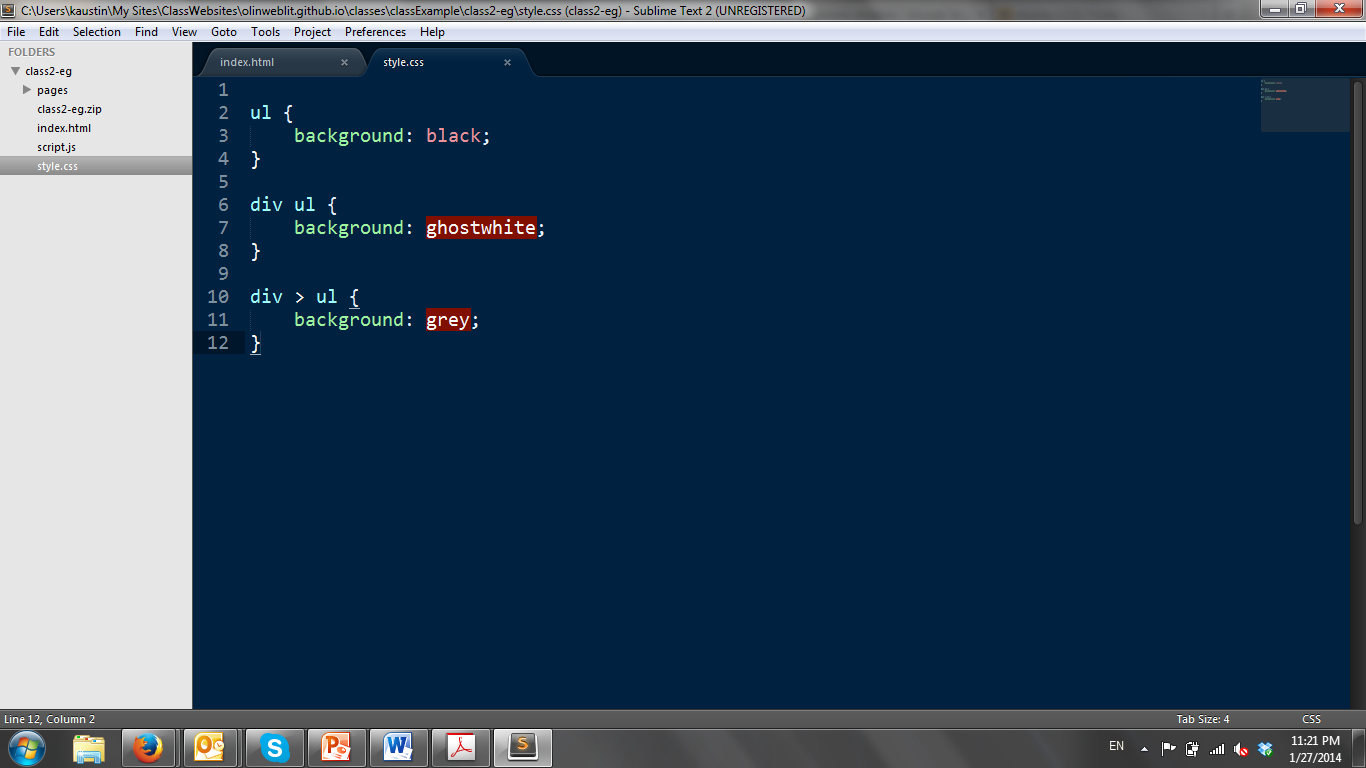 C:\Users\kaustin\My Sites\ClassWebsites\olinweblit.github.io\classes\classExample\class2-eg\style.css (class2-eg) - Sublime Text 2 (UNREGISTERED)
File Edit Selection Find View Goto Tools Project Preferences Help
FOLDERS
class2-eg
pages
class2-eg.zip
index.html
script.js
style.css
index.html × style.css ×
1
2 ul {
3     background: black;
4 }
5
6 div ul {
7     background: ghostwhite;
8 }
9
10 div > ul {
11     background: grey;
12 }
Line 12, Column 2 Tab Size: 4 CSS
EN 11:21 PM
1/27/2014